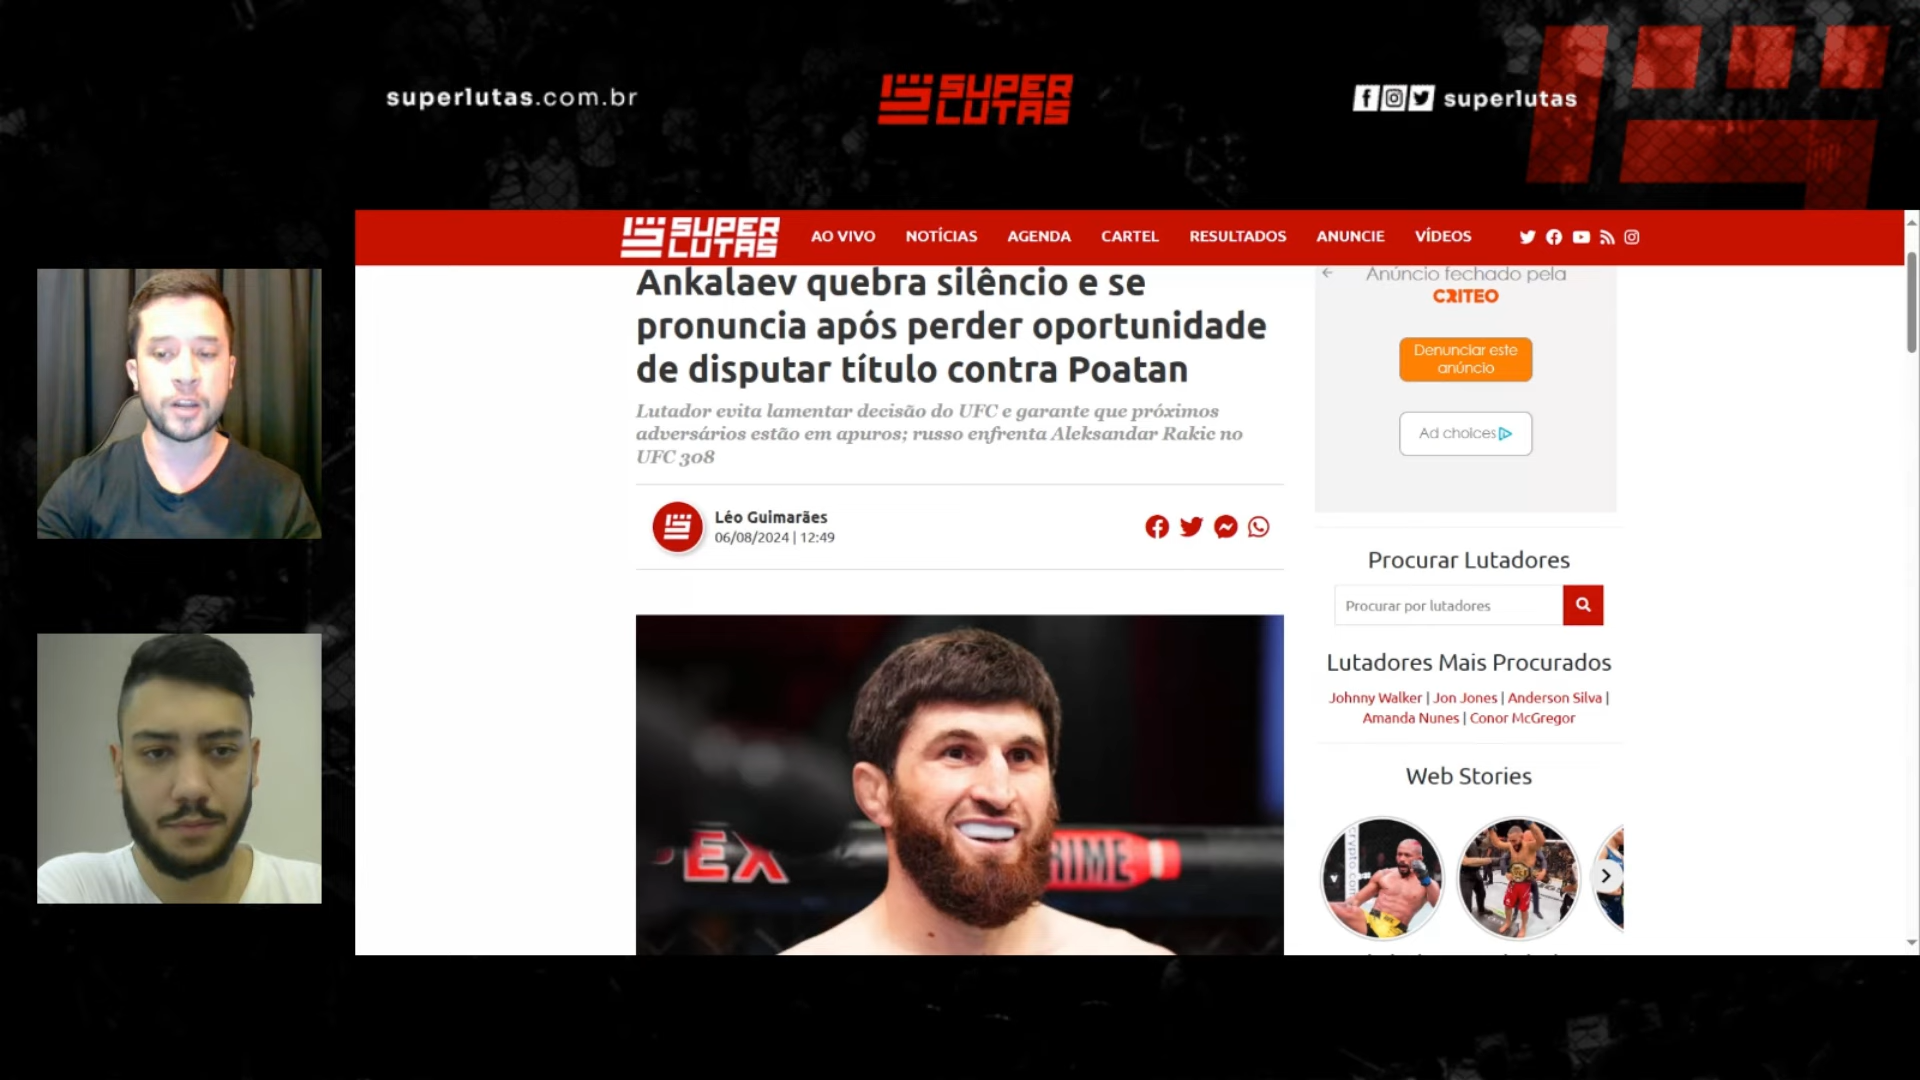 superlutas.com.br
SUPER
LUTAS
superlutas
SUPER
LUTAS
AO VIVO
NOTÍCIAS
AGENDA
CARTEL
RESULTADOS
ANUNCIE
VÍDEOS
Ankalaev quebra silêncio e se
pronuncia após perder oportunidade
de disputar título contra Poatan
Lutador evita lamentar decisão do UFC e garante que próximos
adversários estão em apuros; russo enfrenta Aleksandar Rakic no
UFC 308
Léo Guimarães
06/08/2024 | 12:49
EX
RIME
Anúncio fechado pela
CRITEO
Denunciar este
anúncio
Ad choices
Procurar Lutadores
Procurar por lutadores
Lutadores Mais Procurados
Johnny Walker | Jon Jones | Anderson Silva |
Amanda Nunes | Conor McGregor
Web Stories
crypto.com